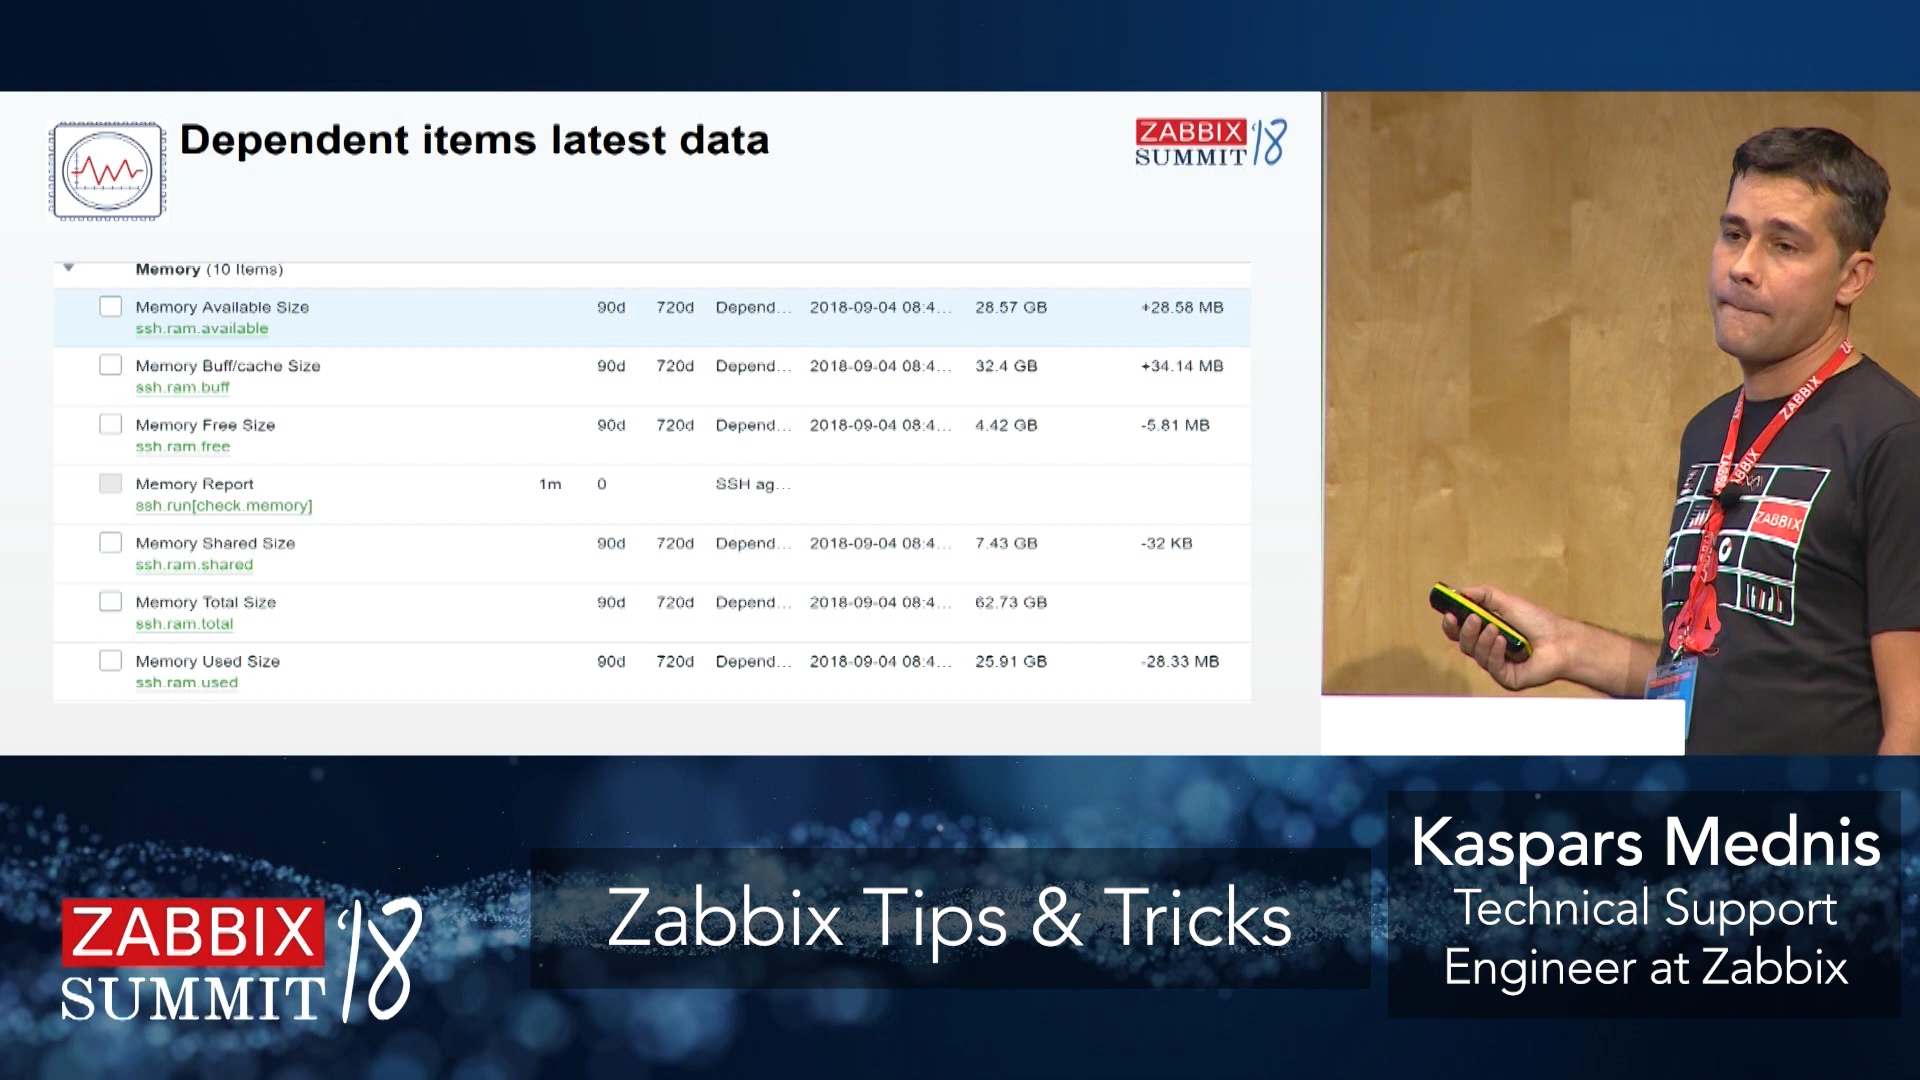 Dependent items latest data
ZABBIX '18
SUMMIT
Memory (10 Items)
Memory Available Size 90d 720d Depend... 2018-09-04 08:4... 28.57 GB +28.58 MB
ssh.ram.available
Memory Buff/cache Size 90d 720d Depend... 2018-09-04 08:4... 32.4 GB +34.14 MB
ssh.ram.buff
Memory Free Size 90d 720d Depend... 2018-09-04 08:4... 4.42 GB -5.81 MB
ssh.ram.free
Memory Report 1m 0 SSH ag...
ssh.run[check.memory]
Memory Shared Size 90d 720d Depend... 2018-09-04 08:4... 7.43 GB -32 KB
ssh.ram.shared
Memory Total Size 90d 720d Depend... 2018-09-04 08:4... 62.73 GB
ssh.ram.total
Memory Used Size 90d 720d Depend... 2018-09-04 08:4... 25.91 GB -28.33 MB
ssh.ram.used
ZABBIX
ZABBIX
ZABBIX '18
SUMMIT
Zabbix Tips & Tricks
Kaspars Mednis
Technical Support
Engineer at Zabbix